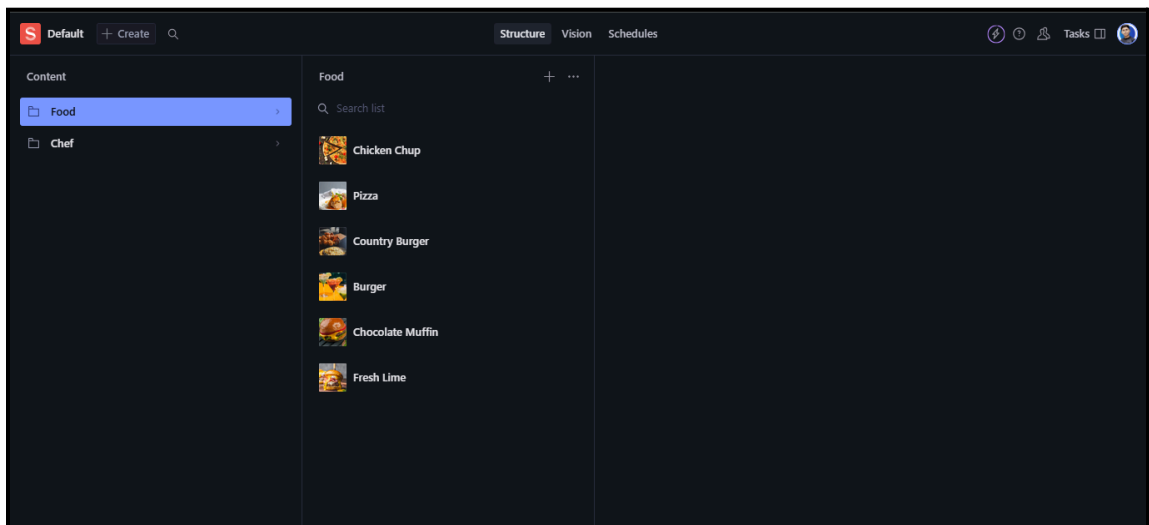 S Default + Create Structure Vision Schedules Tasks
Content
Food
Chef
Food
Search list
Chicken Chup
Pizza
Country Burger
Burger
Chocolate Muffin
Fresh Lime